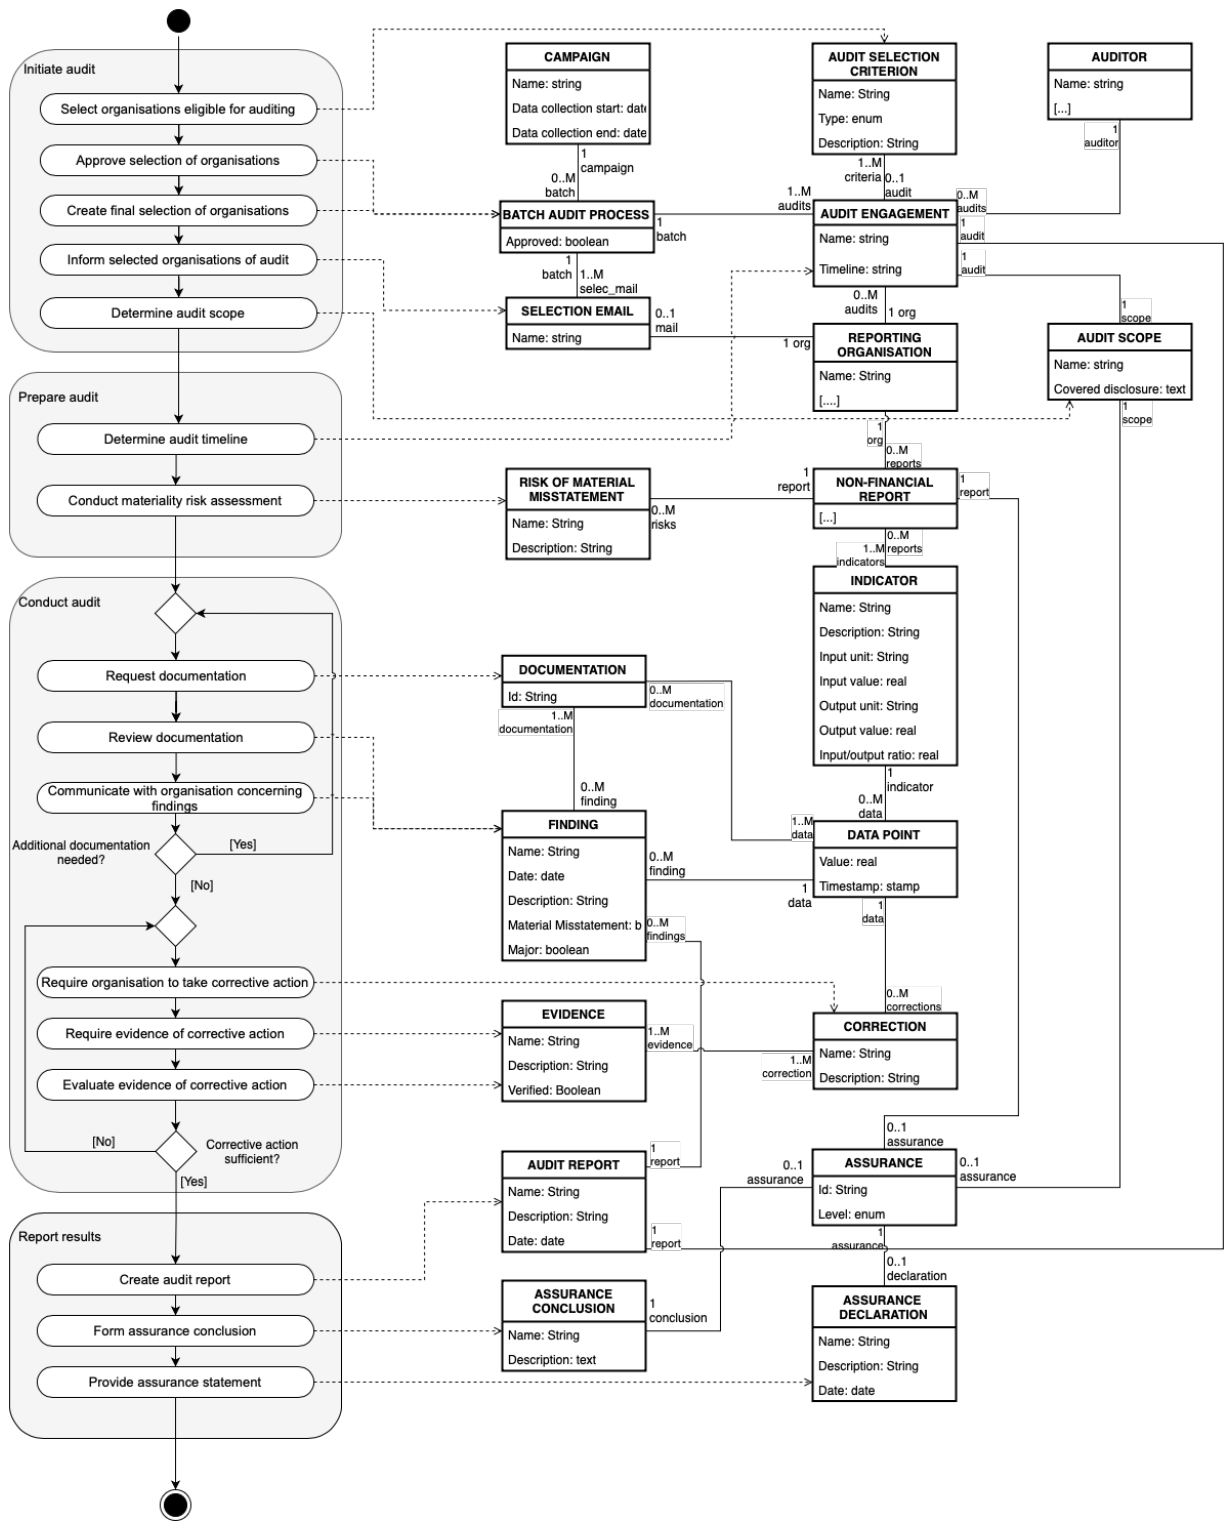 Initiate audit
Select organisations eligible for auditing
Approve selection of organisations
Create final selection of organisations
Inform selected organisations of audit
Determine audit scope
Prepare audit
Determine audit timeline
Conduct materiality risk assessment
Conduct audit
Request documentation
Review documentation
Communicate with organisation concerning
findings
Additional documentation
needed?
[Yes]
[No]
Require organisation to take corrective action
Require evidence of corrective action
Evaluate evidence of corrective action
[No]
Corrective action
sufficient?
[Yes]
Report results
Create audit report
Form assurance conclusion
Provide assurance statement
CAMPAIGN
Name: string
Data collection start: date
Data collection end: date
1
campaign
0..M
batch
BATCH AUDIT PROCESS
Approved: boolean
1
batch
1..M
audits
1
batch
1..M
selec_mail
SELECTION EMAIL
Name: string
0..1
mail
1 org
AUDIT SELECTION
CRITERION
Name: String
Type: enum
Description: String
1..M
criteria
0..1
audit
AUDITOR
Name: string
[...]
1
auditor
0..M
audits
AUDIT ENGAGEMENT
Name: string
Timeline: string
1
audit
1
audit
0..M
audits
1 org
1
scope
AUDIT SCOPE
Name: string
Covered disclosure: text
1
scope
REPORTING
ORGANISATION
Name: String
[....]
1
org
0..M
reports
RISK OF MATERIAL
MISSTATEMENT
Name: String
Description: String
0..M
risks
1
report
NON-FINANCIAL
REPORT
[...]
1
report
0..M
reports
1..M
indicators
INDICATOR
Name: String
Description: String
Input unit: String
Input value: real
Output unit: String
Output value: real
Input/output ratio: real
1
indicator
0..M
data
DOCUMENTATION
Id: String
0..M
documentation
1..M
documentation
0..M
finding
1..M
data
DATA POINT
Value: real
Timestamp: stamp
1
data
FINDING
Name: String
Date: date
Description: String
Material Misstatement: b
Major: boolean
0..M
finding
1
data
0..M
findings
0..M
corrections
CORRECTION
Name: String
Description: String
EVIDENCE
Name: String
Description: String
Verified: Boolean
1..M
evidence
1..M
correction
AUDIT REPORT
Name: String
Description: String
Date: date
1
report
1
report
0..1
assurance
ASSURANCE
Id: String
Level: enum
0..1
assurance
0..1
assurance
1
assurance
0..1
declaration
ASSURANCE
CONCLUSION
Name: String
Description: text
1
conclusion
ASSURANCE
DECLARATION
Name: String
Description: String
Date: date